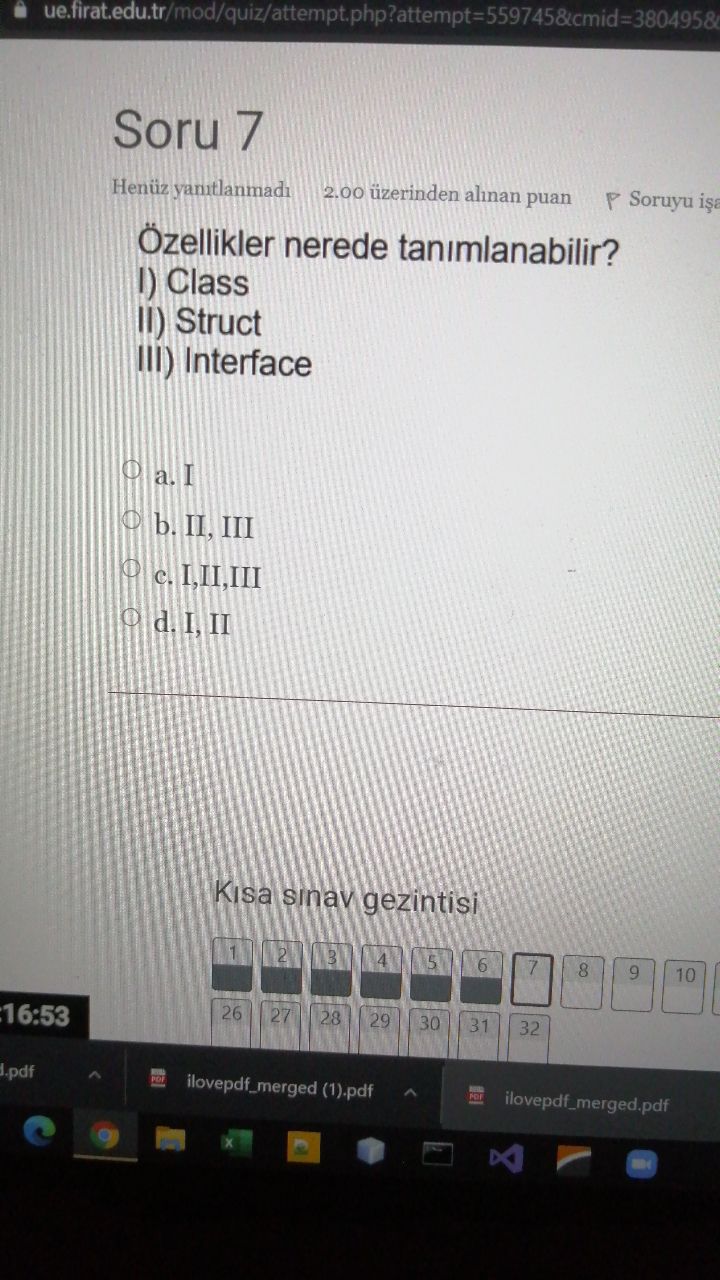 ue.firat.edu.tr/mod/quiz/attempt.php?attempt=559745&cmid=3804958&
Soru 7
Henüz yanıtlanmadı 2.00 üzerinden alınan puan Soruyu işa
Özellikler nerede tanımlanabilir?
I) Class
II) Struct
III) Interface
a. I
b. II, III
c. I,II,III
d. I, II
Kısa sınav gezintisi
1 2 3 4 5 6 7 8 9 10
26 27 28 29 30 31 32
:16:53
d.pdf ilovepdf_merged (1).pdf ilovepdf_merged.pdf